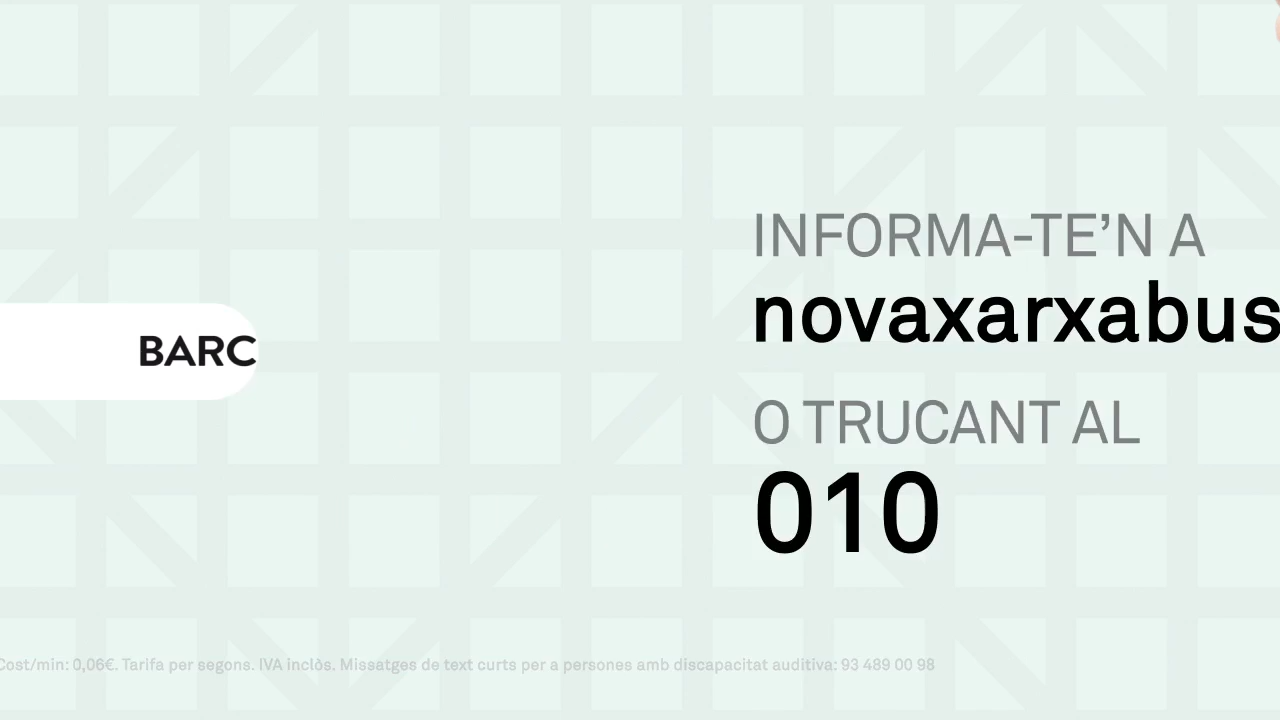 INFORMA-TE’N A
novaxarxabus
BARC
O TRUCANT AL
010
Cost/min: 0,06€. Tarifa per segons. IVA inclòs. Missatges de text curts per a persones amb discapacitat auditiva: 93 489 00 98